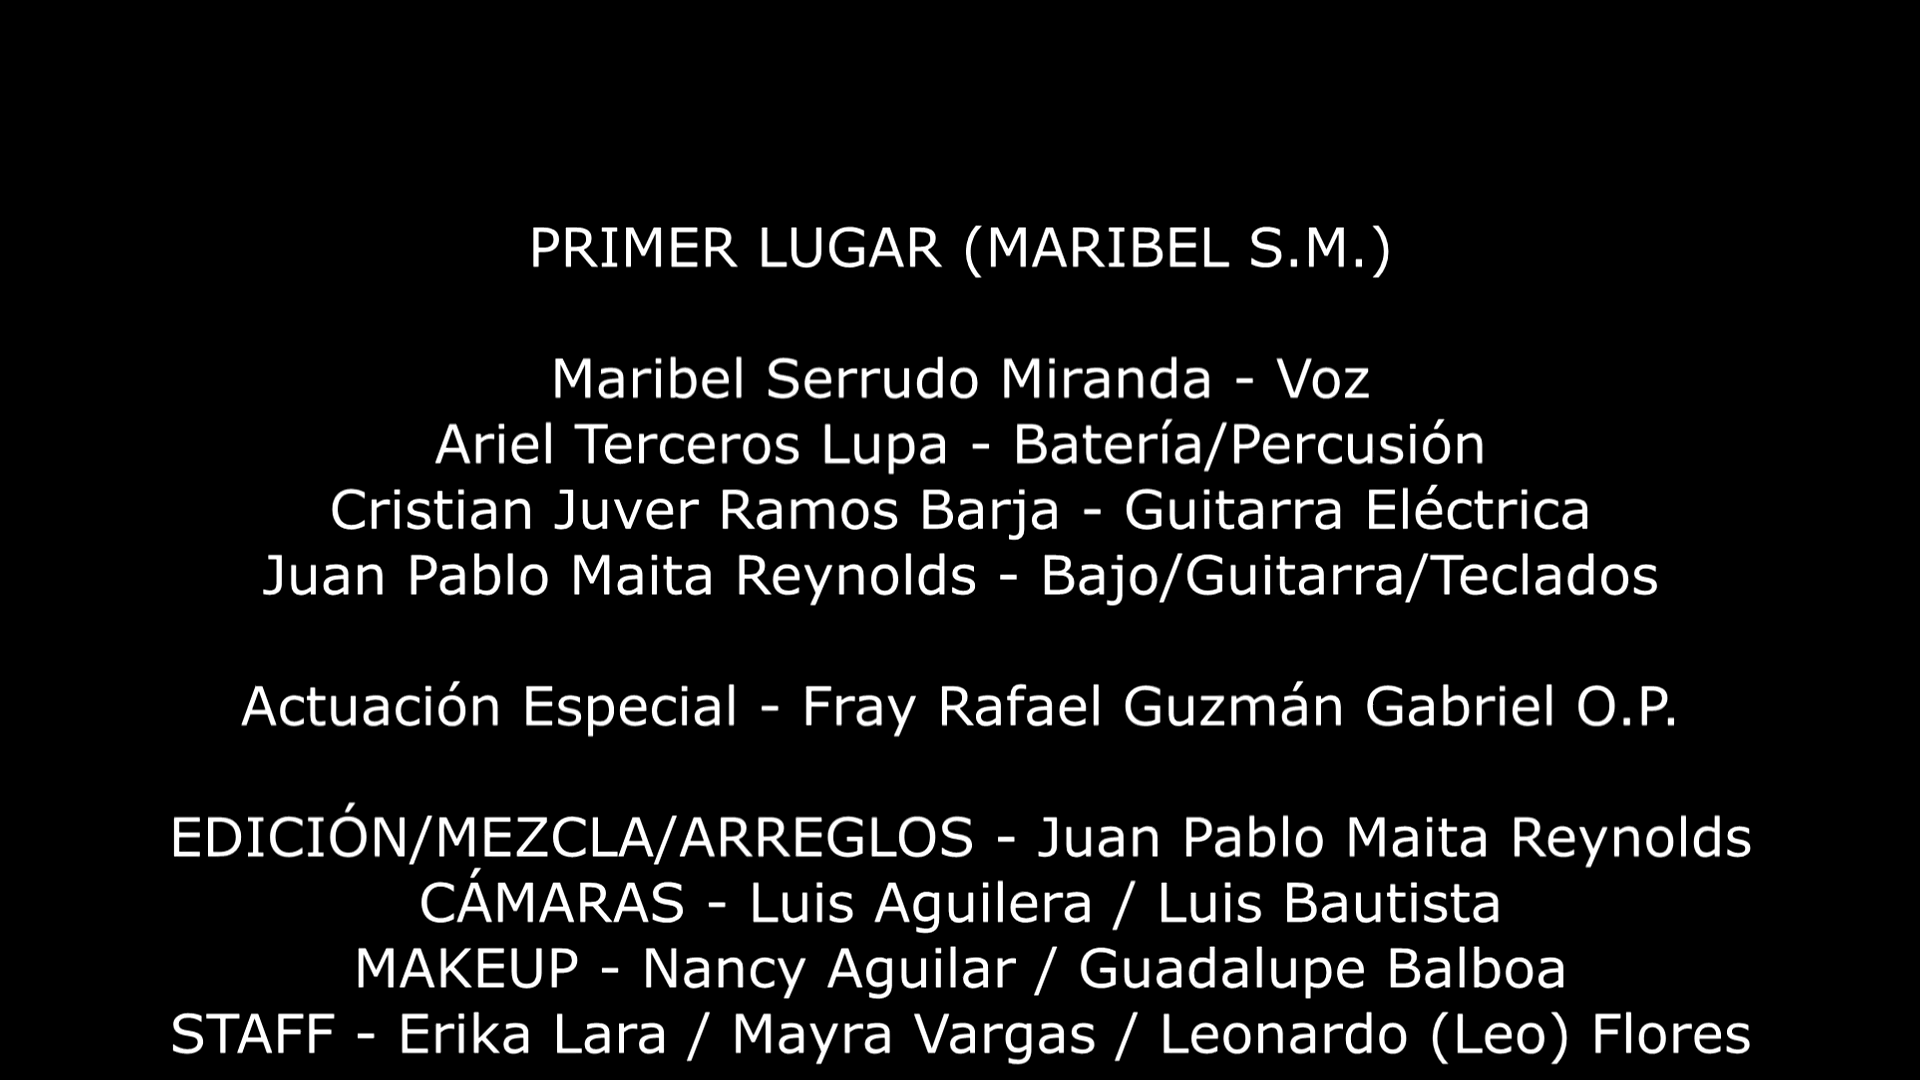 PRIMER LUGAR (MARIBEL S.M.)
Maribel Serrudo Miranda - Voz
Ariel Terceros Lupa - Batería/Percusión
Cristian Juver Ramos Barja - Guitarra Eléctrica
Juan Pablo Maita Reynolds - Bajo/Guitarra/Teclados
Actuación Especial - Fray Rafael Guzmán Gabriel O.P.
EDICIÓN/MEZCLA/ARREGLOS - Juan Pablo Maita Reynolds
CÁMARAS - Luis Aguilera / Luis Bautista
MAKEUP - Nancy Aguilar / Guadalupe Balboa
STAFF - Erika Lara / Mayra Vargas / Leonardo (Leo) Flores